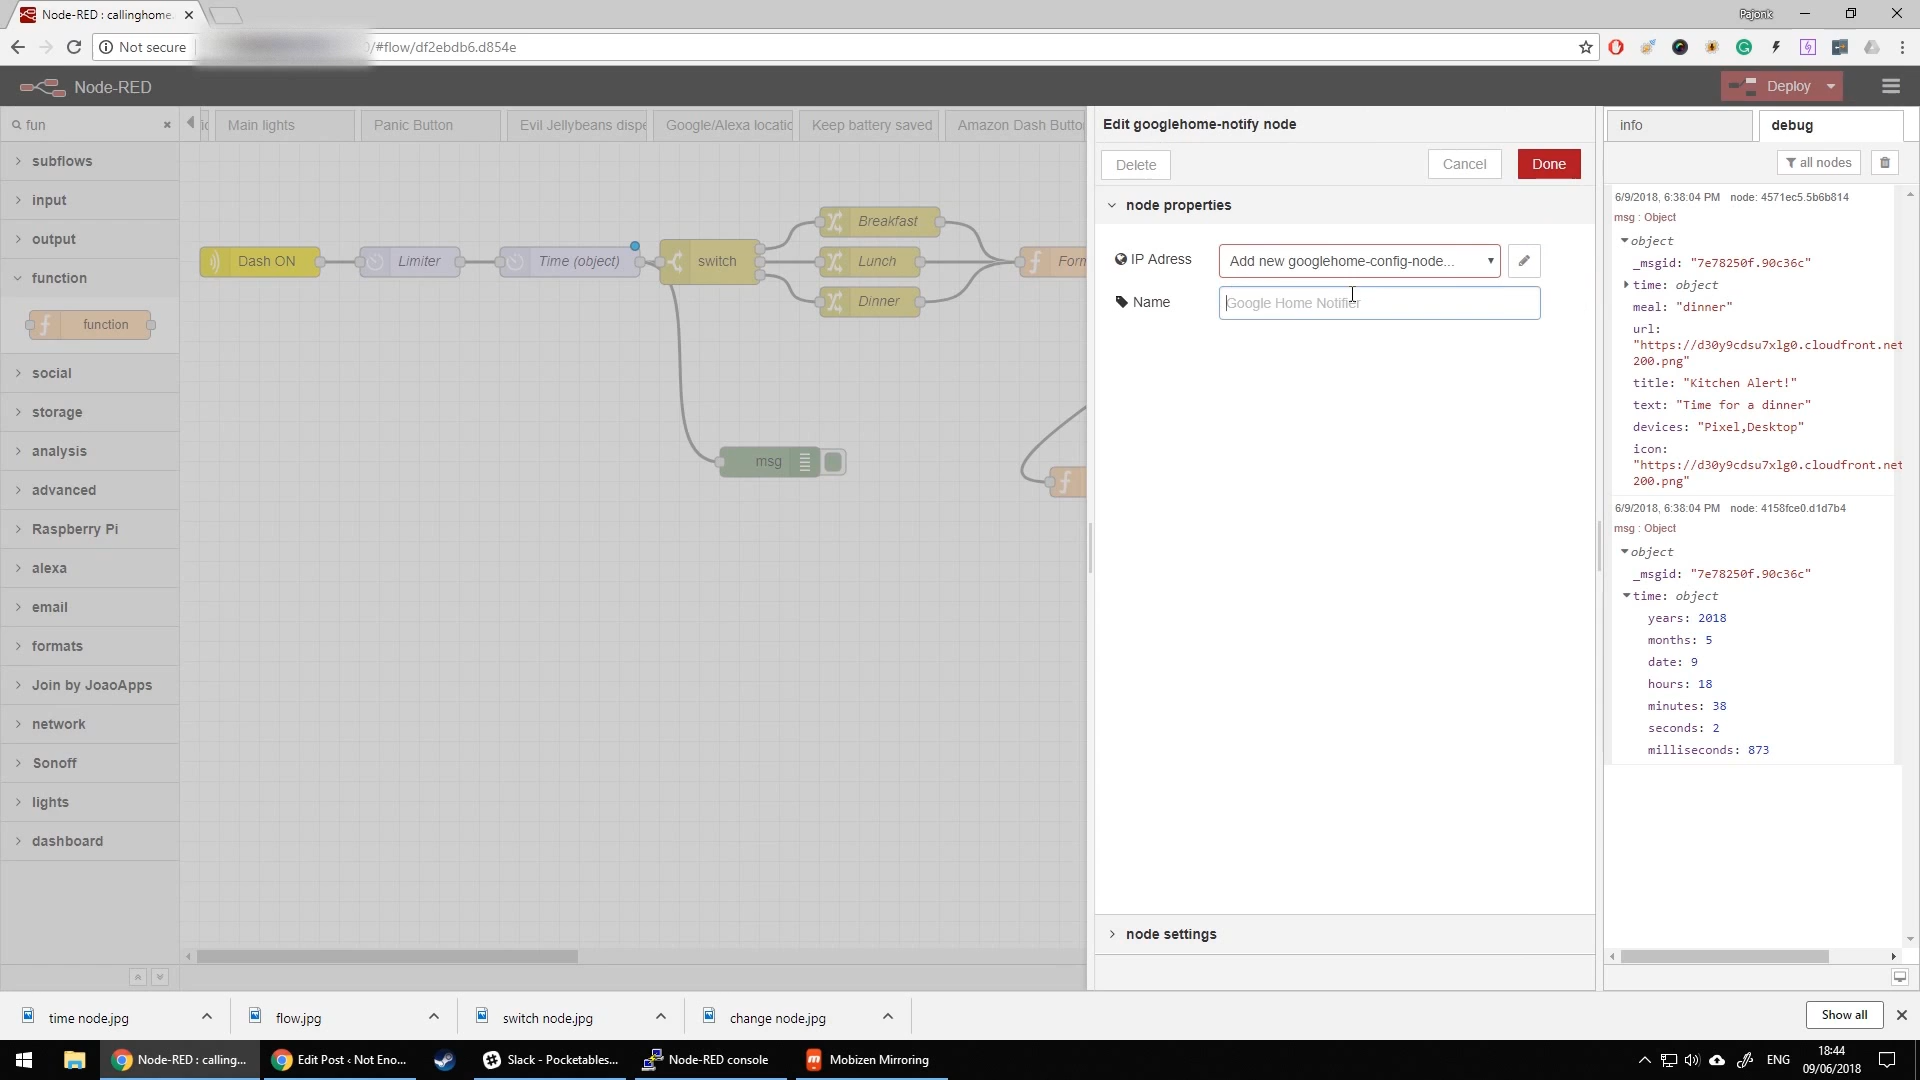 Node-RED : callinghome.
Pajonk
Not secure
/#flow/df2ebdb6.d854e
Node-RED
Deploy
fun
Main lights
Panic Button
Evil Jellybeans dispe
Google/Alexa locatic
Keep battery saved
Amazon Dash Butto
subflows
input
output
function
function
social
storage
analysis
advanced
Raspberry Pi
alexa
email
formats
Join by JoaoApps
network
Sonoff
lights
dashboard
Dash ON
Limiter
Time (object)
switch
Breakfast
Lunch
Dinner
Form
msg
Edit googlehome-notify node
Delete
Cancel
Done
node properties
IP Adress
Add new googlehome-config-node...
Name
Google Home Notifier
node settings
info
debug
all nodes
6/9/2018, 6:38:04 PM node: 4571ec5.5b6b814
msg : Object
object
_msgid: "7e78250f.90c36c"
time: object
meal: "dinner"
url:
"https://d30y9cdsu7xlg0.cloudfront.net
200.png"
title: "Kitchen Alert!"
text: "Time for a dinner"
devices: "Pixel,Desktop"
icon:
"https://d30y9cdsu7xlg0.cloudfront.net
200.png"
6/9/2018, 6:38:04 PM node: 4158fce0.d1d7b4
msg : Object
object
_msgid: "7e78250f.90c36c"
time: object
years: 2018
months: 5
date: 9
hours: 18
minutes: 38
seconds: 2
milliseconds: 873
time node.jpg
flow.jpg
switch node.jpg
change node.jpg
Show all
Node-RED : calling...
Edit Post ‹ Not Eno...
Slack - Pocketables...
Node-RED console
Mobizen Mirroring
ENG
18:44
09/06/2018